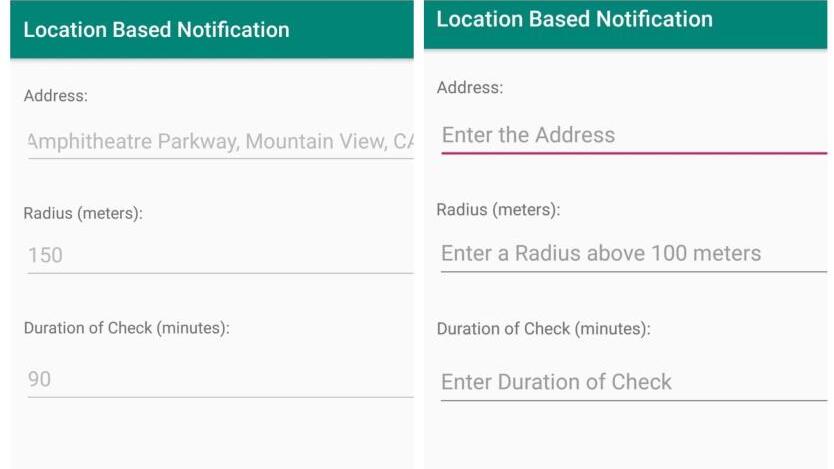 Location Based Notification
Address:
Amphitheatre Parkway, Mountain View, CA
Radius (meters):
150
Duration of Check (minutes):
90
Location Based Notification
Address:
Enter the Address
Radius (meters):
Enter a Radius above 100 meters
Duration of Check (minutes):
Enter Duration of Check